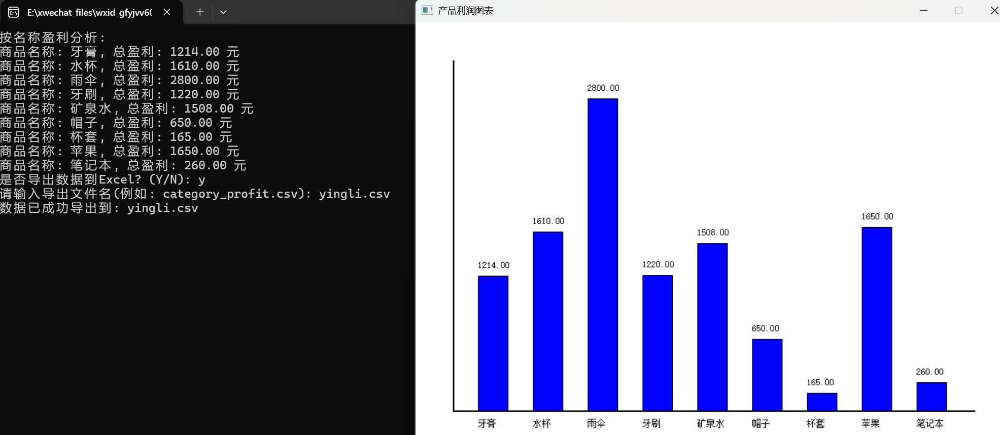 E:\xwechat_files\wxid_gfyjvv60
按名称盈利分析:
商品名称: 牙膏, 总盈利: 1214.00 元
商品名称: 水杯, 总盈利: 1610.00 元
商品名称: 雨伞, 总盈利: 2800.00 元
商品名称: 牙刷, 总盈利: 1220.00 元
商品名称: 矿泉水, 总盈利: 1508.00 元
商品名称: 帽子, 总盈利: 650.00 元
商品名称: 杯套, 总盈利: 165.00 元
商品名称: 苹果, 总盈利: 1650.00 元
商品名称: 笔记本, 总盈利: 260.00 元
是否导出数据到Excel? (Y/N): y
请输入导出文件名(例如: category_profit.csv): yingli.csv
数据已成功导出到: yingli.csv
产品利润图表
1214.00
1610.00
2800.00
1220.00
1508.00
650.00
165.00
1650.00
260.00
牙膏 水杯 雨伞 牙刷 矿泉水 帽子 杯套 苹果 笔记本